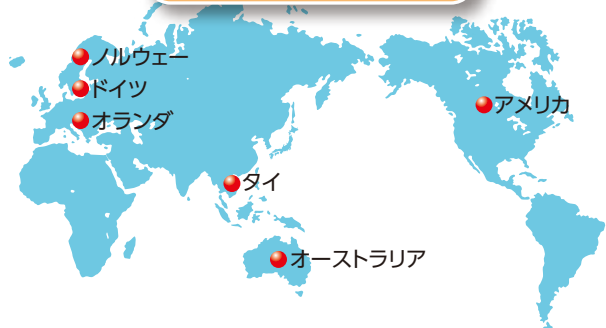 ノルウェー
ドイツ
オランダ
アメリカ
タイ
オーストラリア